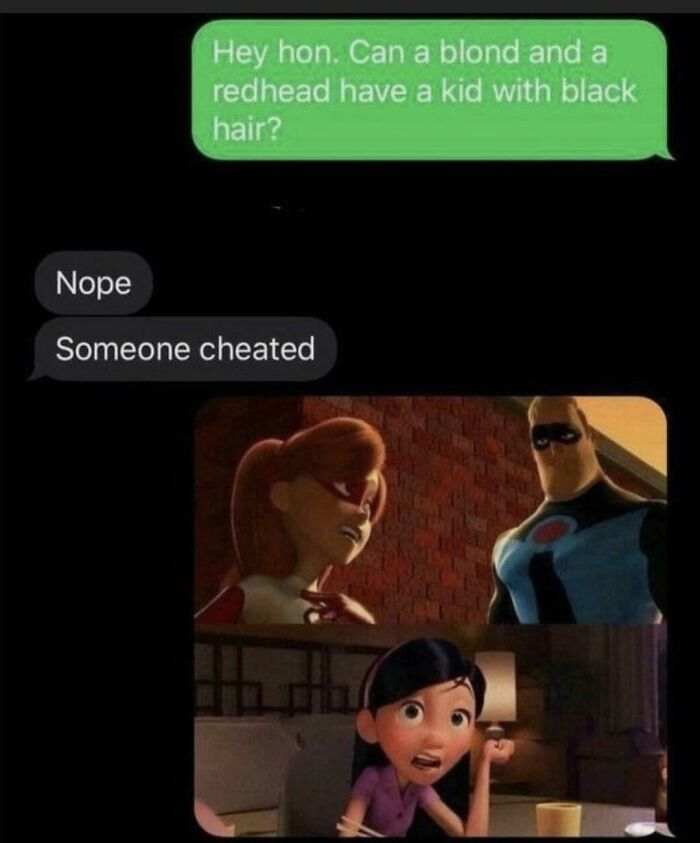 Hey hon. Can a blond and a
redhead have a kid with black
hair?
Nope
Someone cheated